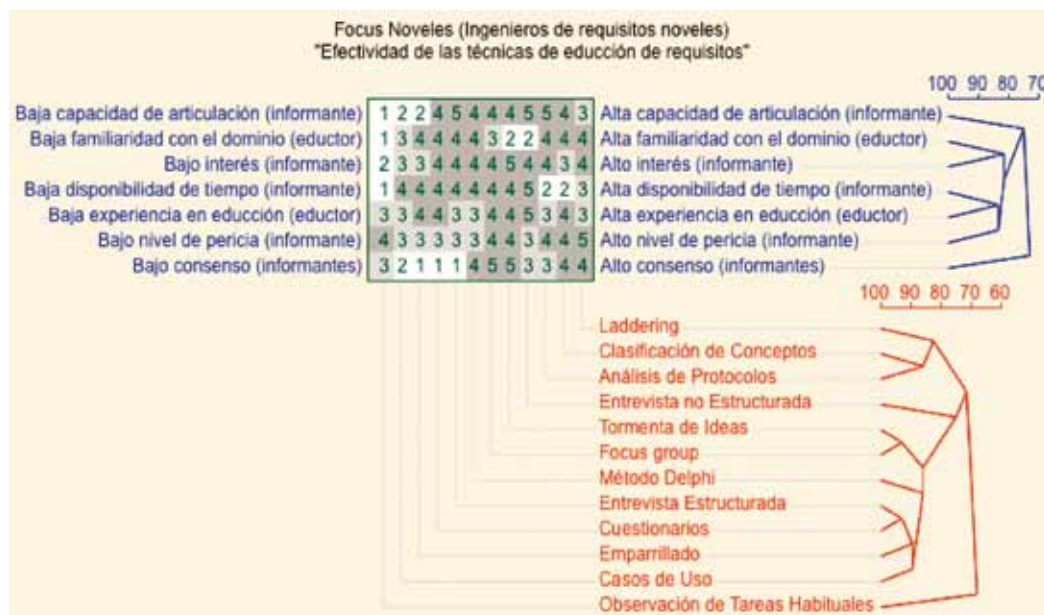 Focus Noveles (Ingenieros de requisitos noveles)
"Efectividad de las técnicas de educción de requisitos"
100 90 80 70
Baja capacidad de articulación (informante) 1 2 2 4 5 4 4 4 5 5 4 3 Alta capacidad de articulación (informante)
Baja familiaridad con el dominio (eductor) 1 3 4 4 4 4 3 2 2 4 4 4 Alta familiaridad con el dominio (eductor)
Bajo interés (informante) 2 3 3 4 4 4 4 5 4 4 3 4 Alto interés (informante)
Baja disponibilidad de tiempo (informante) 1 4 4 4 4 4 4 4 5 2 2 3 Alta disponibilidad de tiempo (informante)
Baja experiencia en educción (eductor) 3 3 4 4 3 3 4 4 5 3 4 3 Alta experiencia en educción (eductor)
Bajo nivel de pericia (informante) 4 3 3 3 3 3 4 4 3 4 4 5 Alto nivel de pericia (informante)
Bajo consenso (informantes) 3 2 1 1 1 4 5 5 3 3 4 4 Alto consenso (informantes)
100 90 80 70 60
Laddering
Clasificación de Conceptos
Análisis de Protocolos
Entrevista no Estructurada
Tormenta de Ideas
Focus group
Método Delphi
Entrevista Estructurada
Cuestionarios
Emparrillado
Casos de Uso
Observación de Tareas Habituales